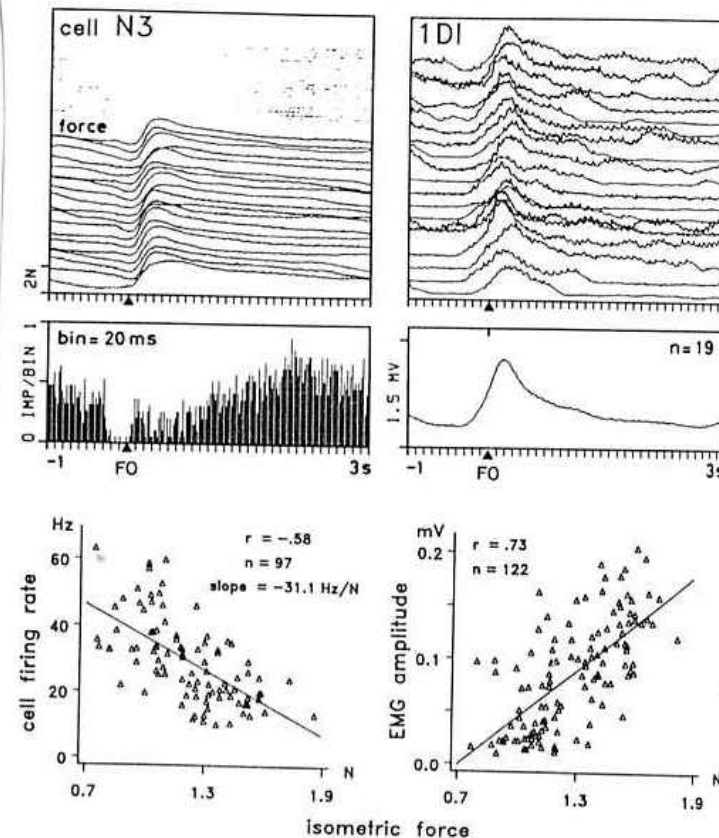 cell N3
1DI
force
2N
bin= 20 ms
n= 19
0 IMP/BIN 1
1.5 MV
-1 FO 3s
-1 FO 3s
Hz
mV
r = -.58
n = 97
slope = -31.1 Hz/N
r = .73
n = 122
60
40
20
0
cell firing rate
0.2
0.1
0.0
EMG amplitude
0.7 1.3 1.9 N
0.7 1.3 1.9 N
isometric force